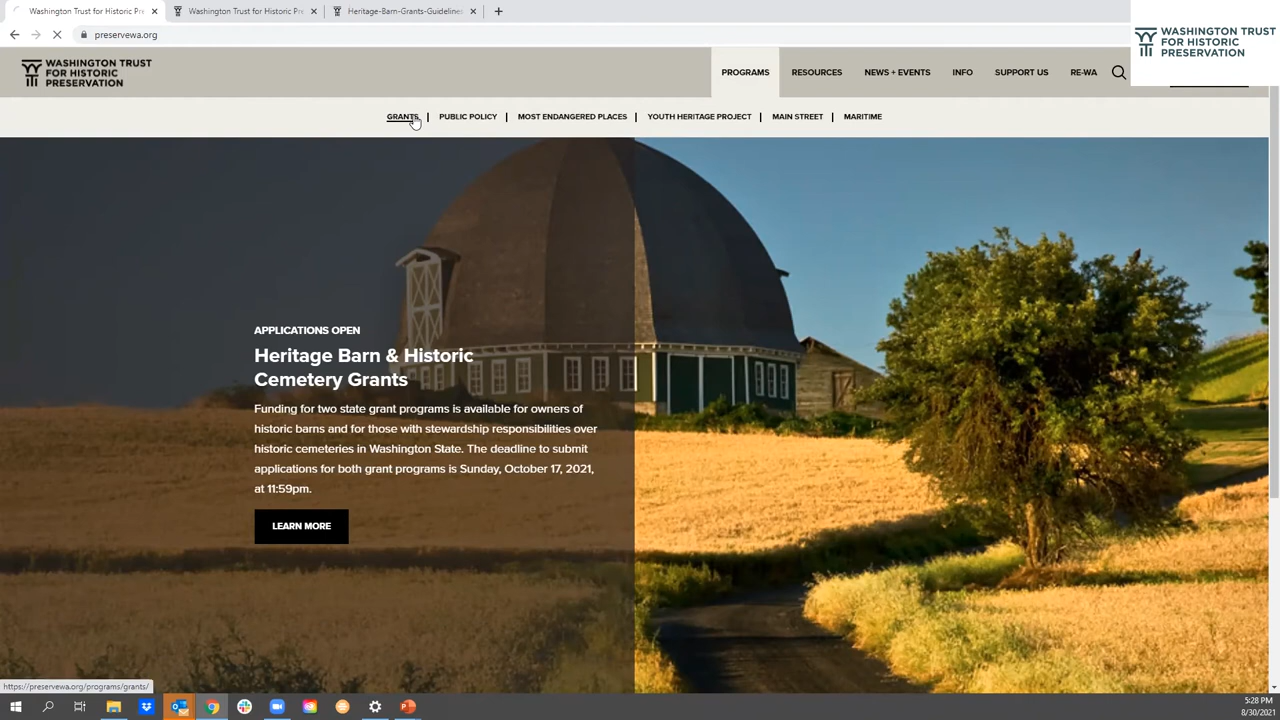 Washington Trust for Historic Pre
Washington Trust for Historic Pre
Heritage-Barn-Grants-Guidelines
preservewa.org
WASHINGTON TRUST
FOR HISTORIC
PRESERVATION
WASHINGTON TRUST
FOR HISTORIC
PRESERVATION
PROGRAMS
RESOURCES
NEWS + EVENTS
INFO
SUPPORT US
RE-WA
GRANTS
PUBLIC POLICY
MOST ENDANGERED PLACES
YOUTH HERITAGE PROJECT
MAIN STREET
MARITIME
APPLICATIONS OPEN
Heritage Barn & Historic
Cemetery Grants
Funding for two state grant programs is available for owners of
historic barns and for those with stewardship responsibilities over
historic cemeteries in Washington State. The deadline to submit
applications for both grant programs is Sunday, October 17, 2021,
at 11:59pm.
LEARN MORE
https://preservewa.org/programs/grants/
5:28 PM
8/30/2021